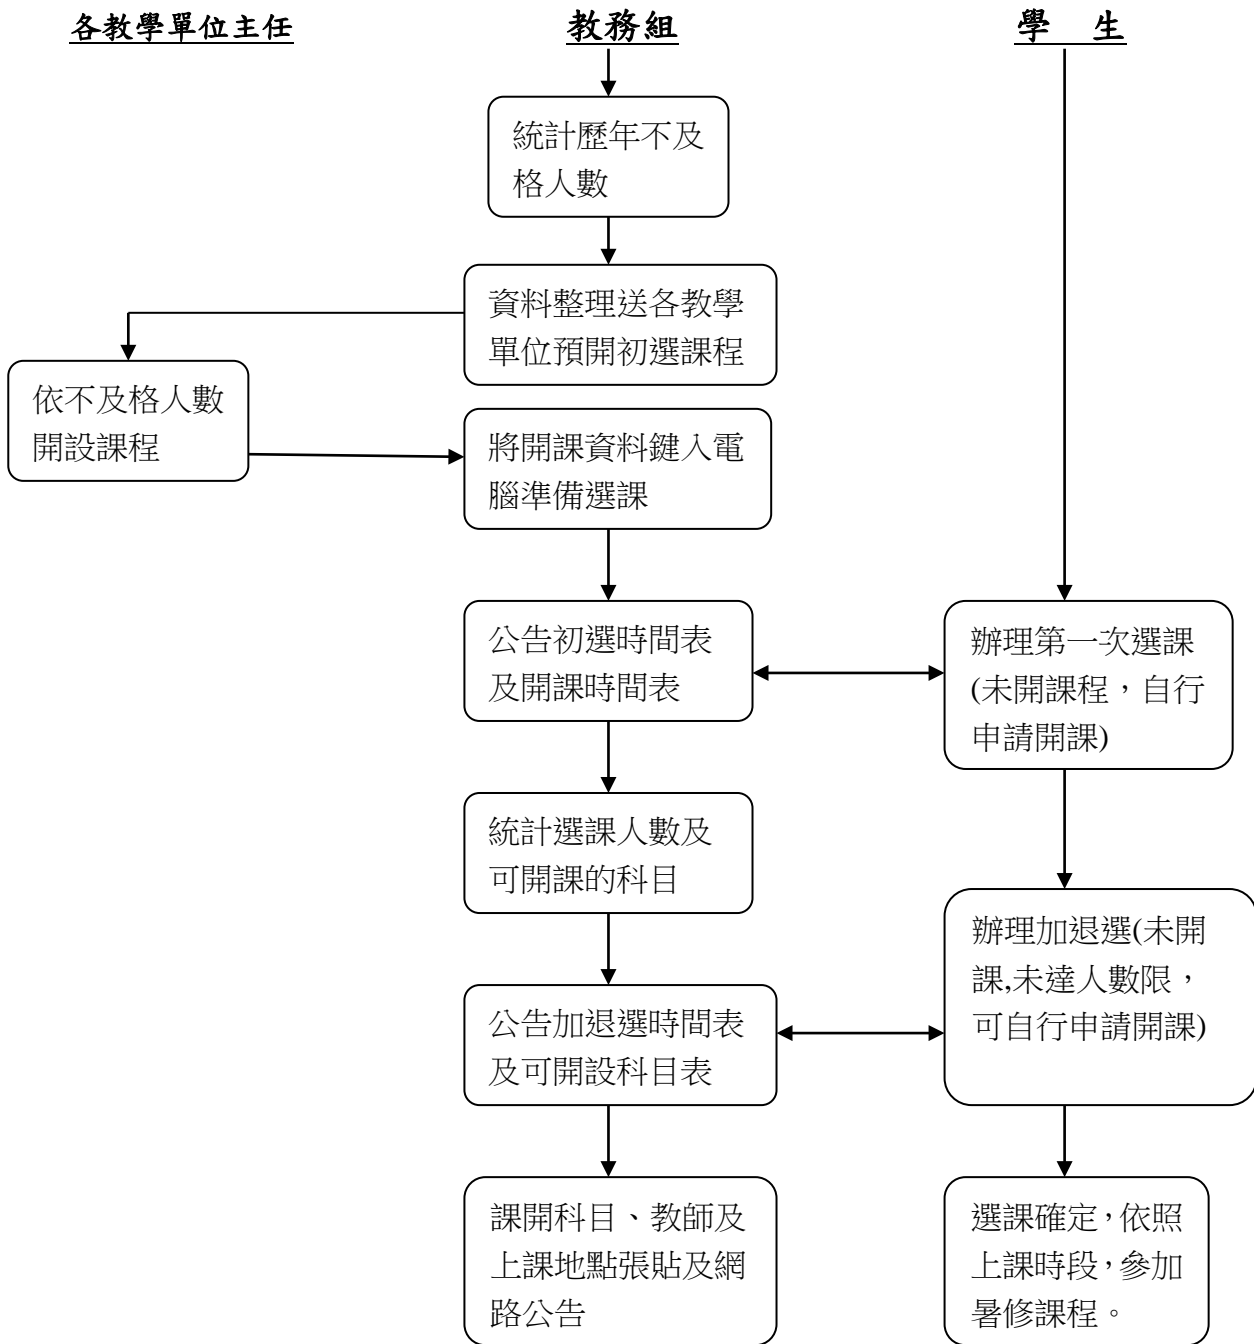 各教學單位主任
教務組
學 生
統計歷年不及
格人數
資料整理送各教學
單位預開初選課程
依不及格人數
開設課程
將開課資料鍵入電
腦準備選課
公告初選時間表
及開課時間表
辦理第一次選課
(未開課程，自行
申請開課)
統計選課人數及
可開課的科目
辦理加退選(未開
課,未達人數限，
可自行申請開課)
公告加退選時間表
及可開設科目表
課開科目、教師及
上課地點張貼及網
路公告
選課確定，依照
上課時段，參加
暑修課程。